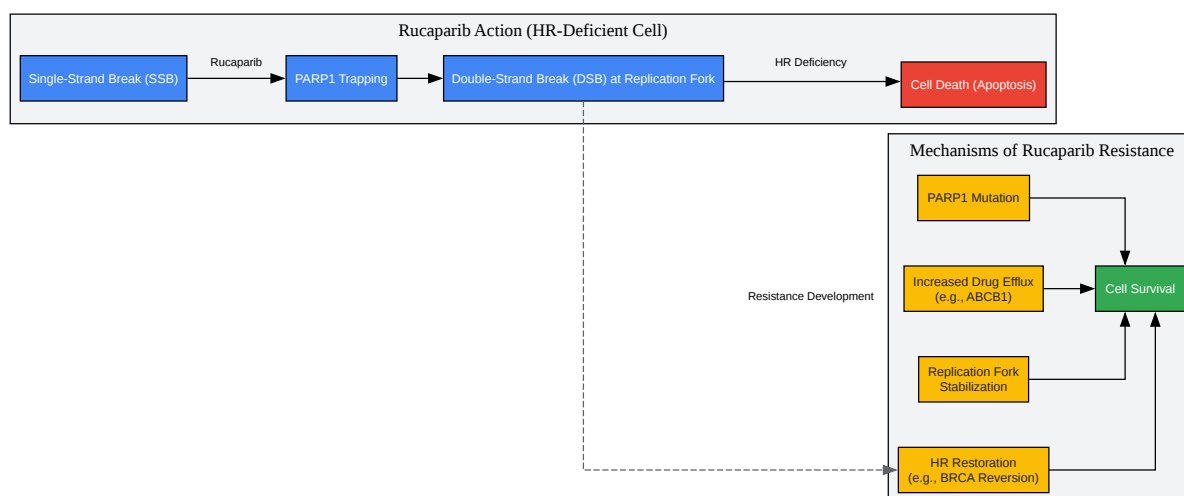 Rucaparib Action (HR-Deficient Cell)
Single-Strand Break (SSB)
Rucaparib
PARP1 Trapping
Double-Strand Break (DSB) at Replication Fork
HR Deficiency
Cell Death (Apoptosis)
Mechanisms of Rucaparib Resistance
PARP1 Mutation
Increased Drug Efflux
(e.g., ABCB1)
Cell Survival
Resistance Development
Replication Fork
Stabilization
HR Restoration
(e.g., BRCA Reversion)